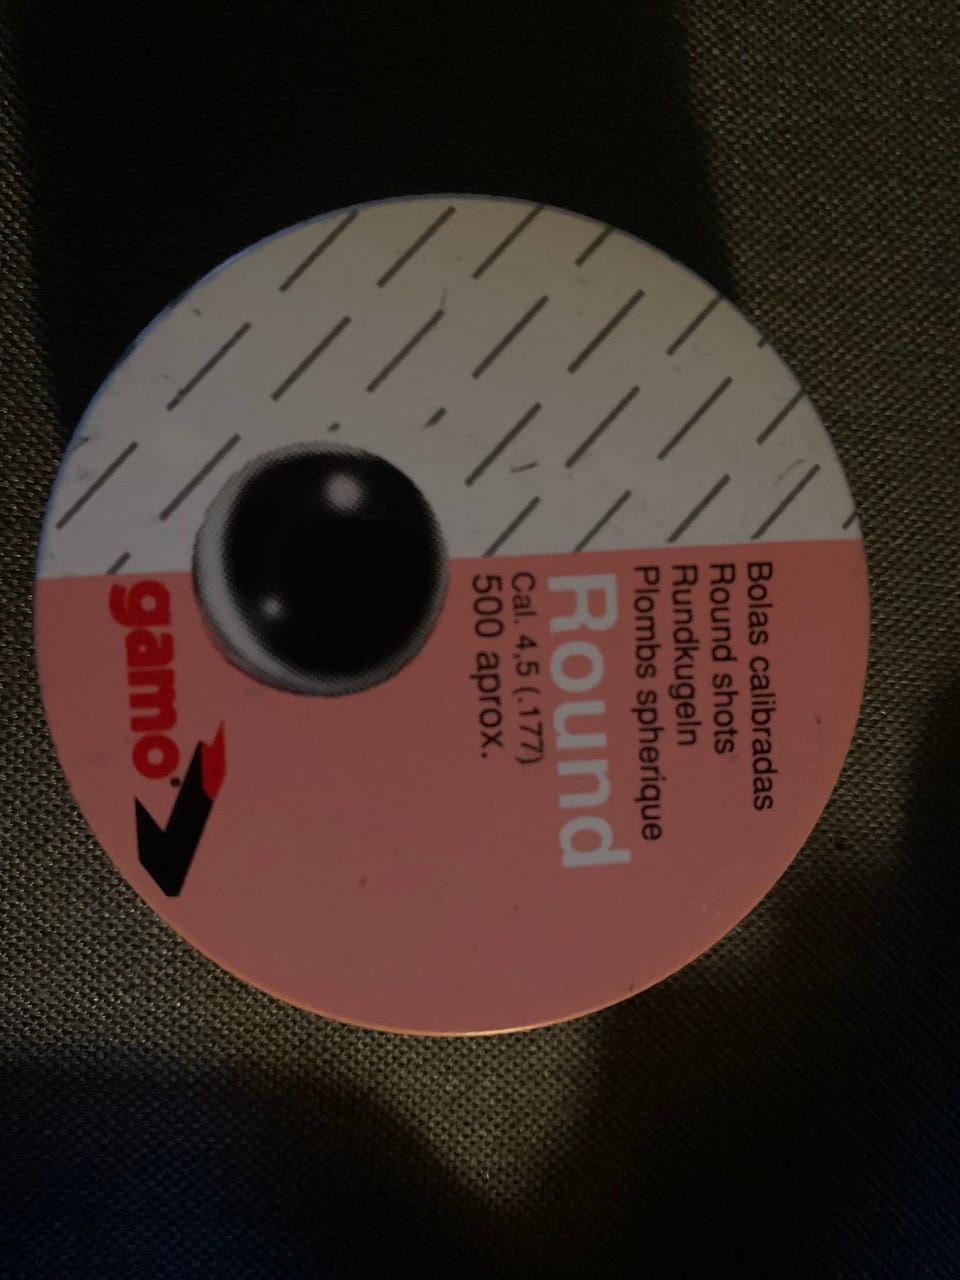 Bolas calibradas
Round shots
Rundkugeln
Plombs spherique
Round
Cal. 4,5 (.177)
500 aprox.
gamo